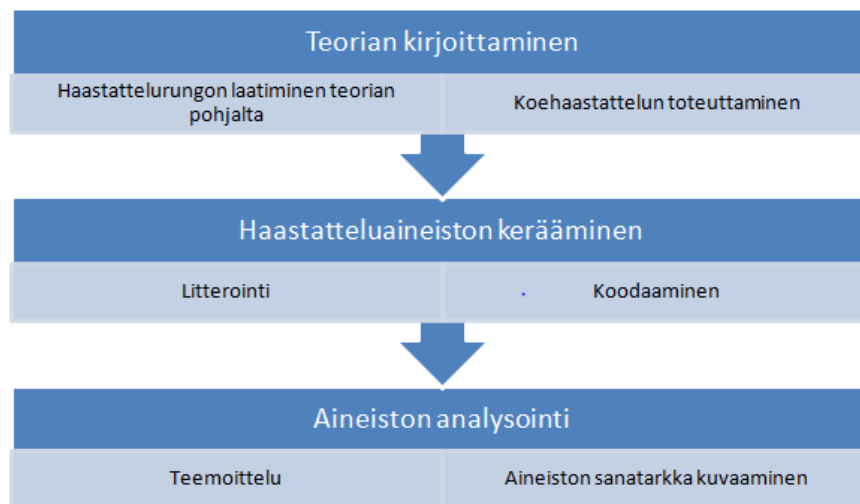 Teorian kirjoittaminen
Haastattelurungon laatiminen teorian
pohjalta
Koehaastattelun toteuttaminen
Haastatteluaineiston kerääminen
Litterointi
Koodaaminen
Aineiston analysointi
Teemoittelu
Aineiston sanatarkka kuvaaminen